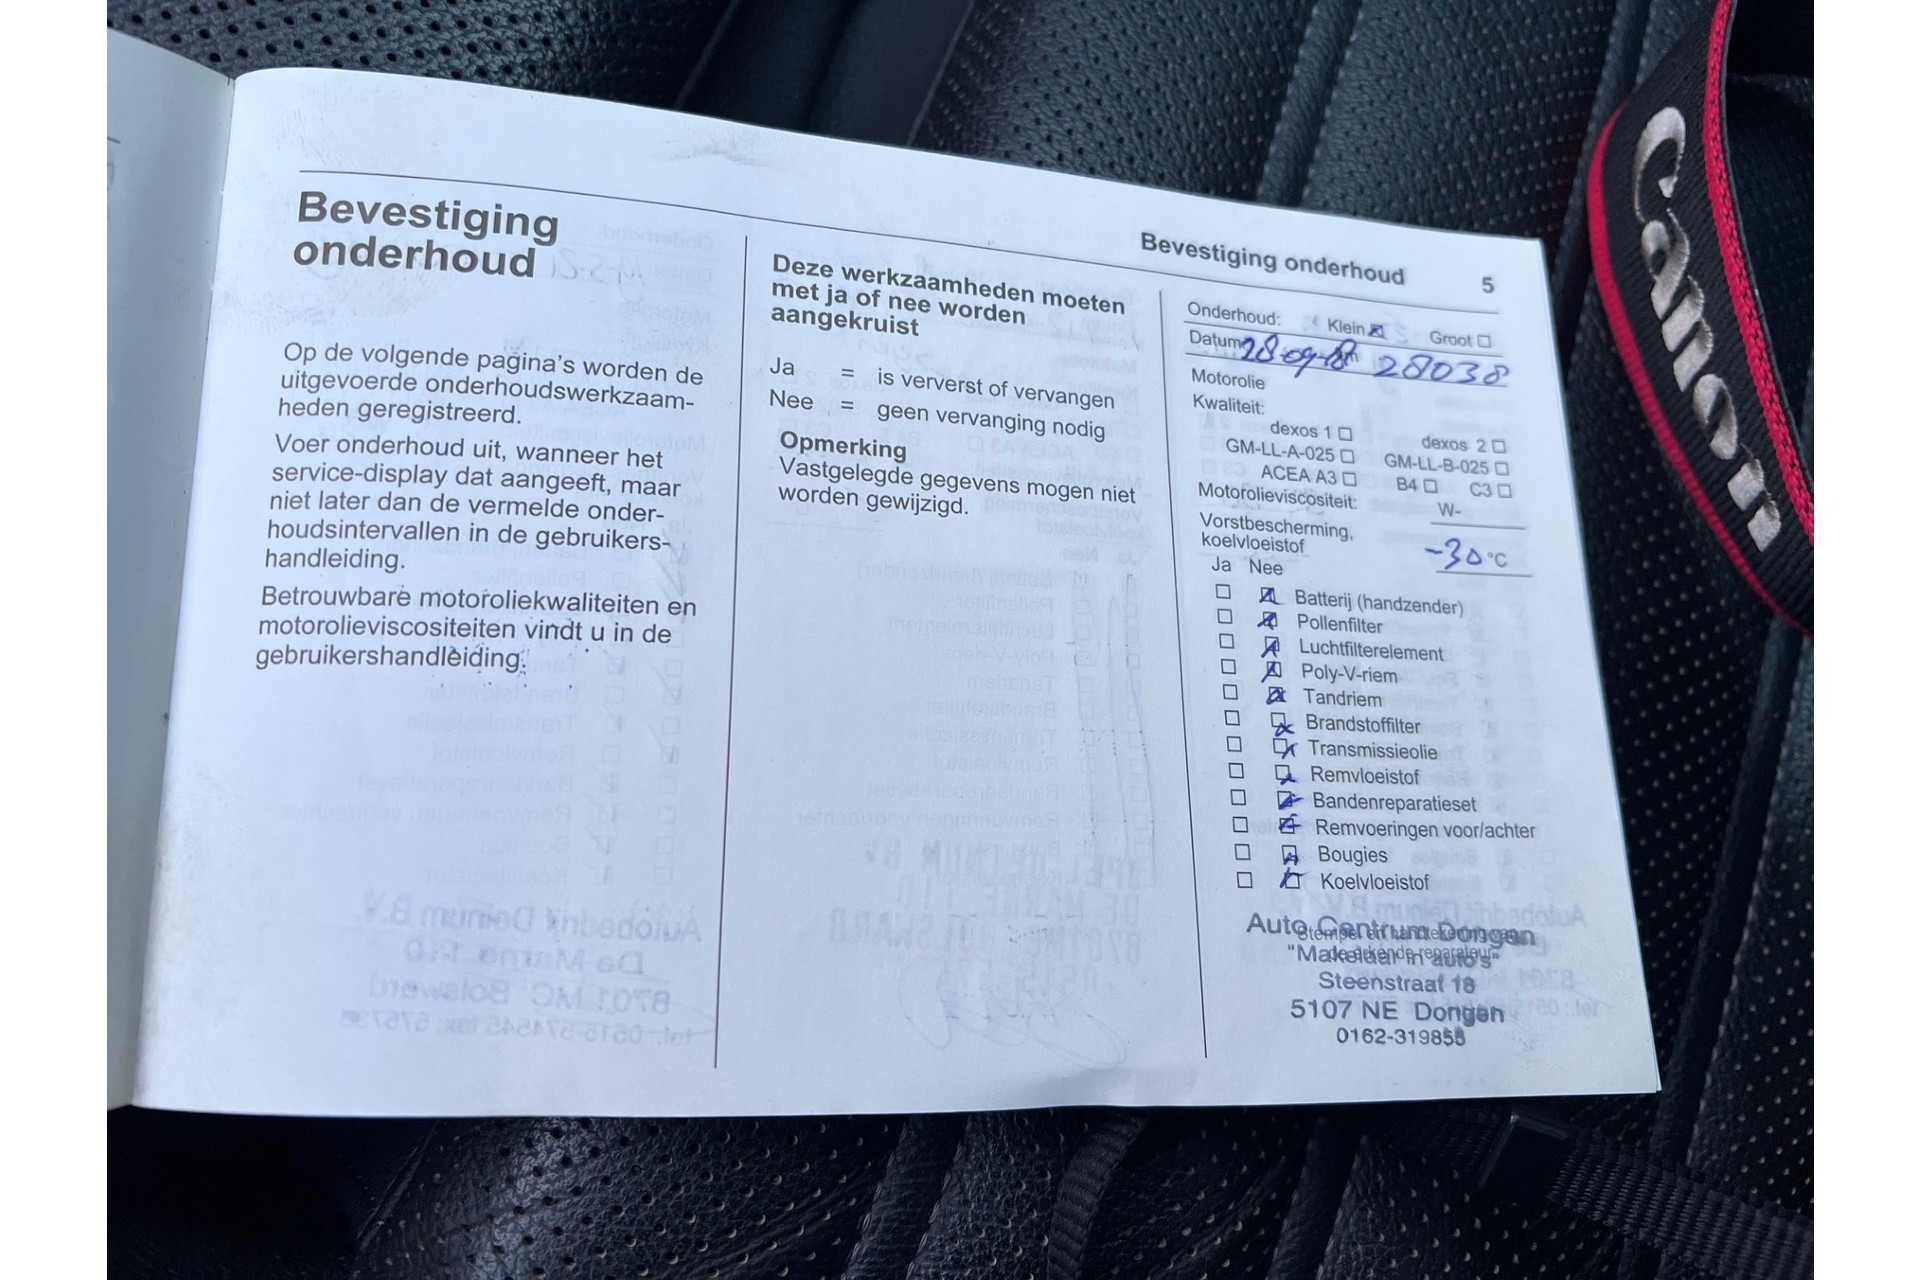 Bevestiging onderhoud
5
Bevestiging
onderhoud
Op de volgende pagina's worden de
uitgevoerde onderhoudswerkzaam-
heden geregistreerd.
Voer onderhoud uit, wanneer het
service-display dat aangeeft, maar
niet later dan de vermelde onder-
houdsintervallen in de gebruikers-
handleiding.
Betrouwbare motoroliekwaliteiten en
motorolieviscositeiten vindt u in de
gebruikershandleiding.
Deze werkzaamheden moeten
met ja of nee worden
aangekruist
Ja = is ververst of vervangen
Nee = geen vervanging nodig
Opmerking
Vastgelegde gegevens mogen niet
worden gewijzigd.
Onderhoud: Klein Groot
Datum 28-09-18 km 28038
Motorolie
Kwaliteit:
dexos 1 dexos 2
GM-LL-A-025 GM-LL-B-025
ACEA A3 B4 C3
Motorolieviscositeit: W-
Vorstbescherming,
koelvloeistof -30 °C
Ja Nee
Batterij (handzender)
Pollenfilter
Luchtfilterelement
Poly-V-riem
Tandriem
Brandstoffilter
Transmissieolie
Remvloeistof
Bandenreparatieset
Remvoeringen voor/achter
Bougies
Koelvloeistof
Auto Centrum Dongen
"Makelaar in auto's"
Steenstraat 18
5107 NE Dongen
0162-319858
Canon